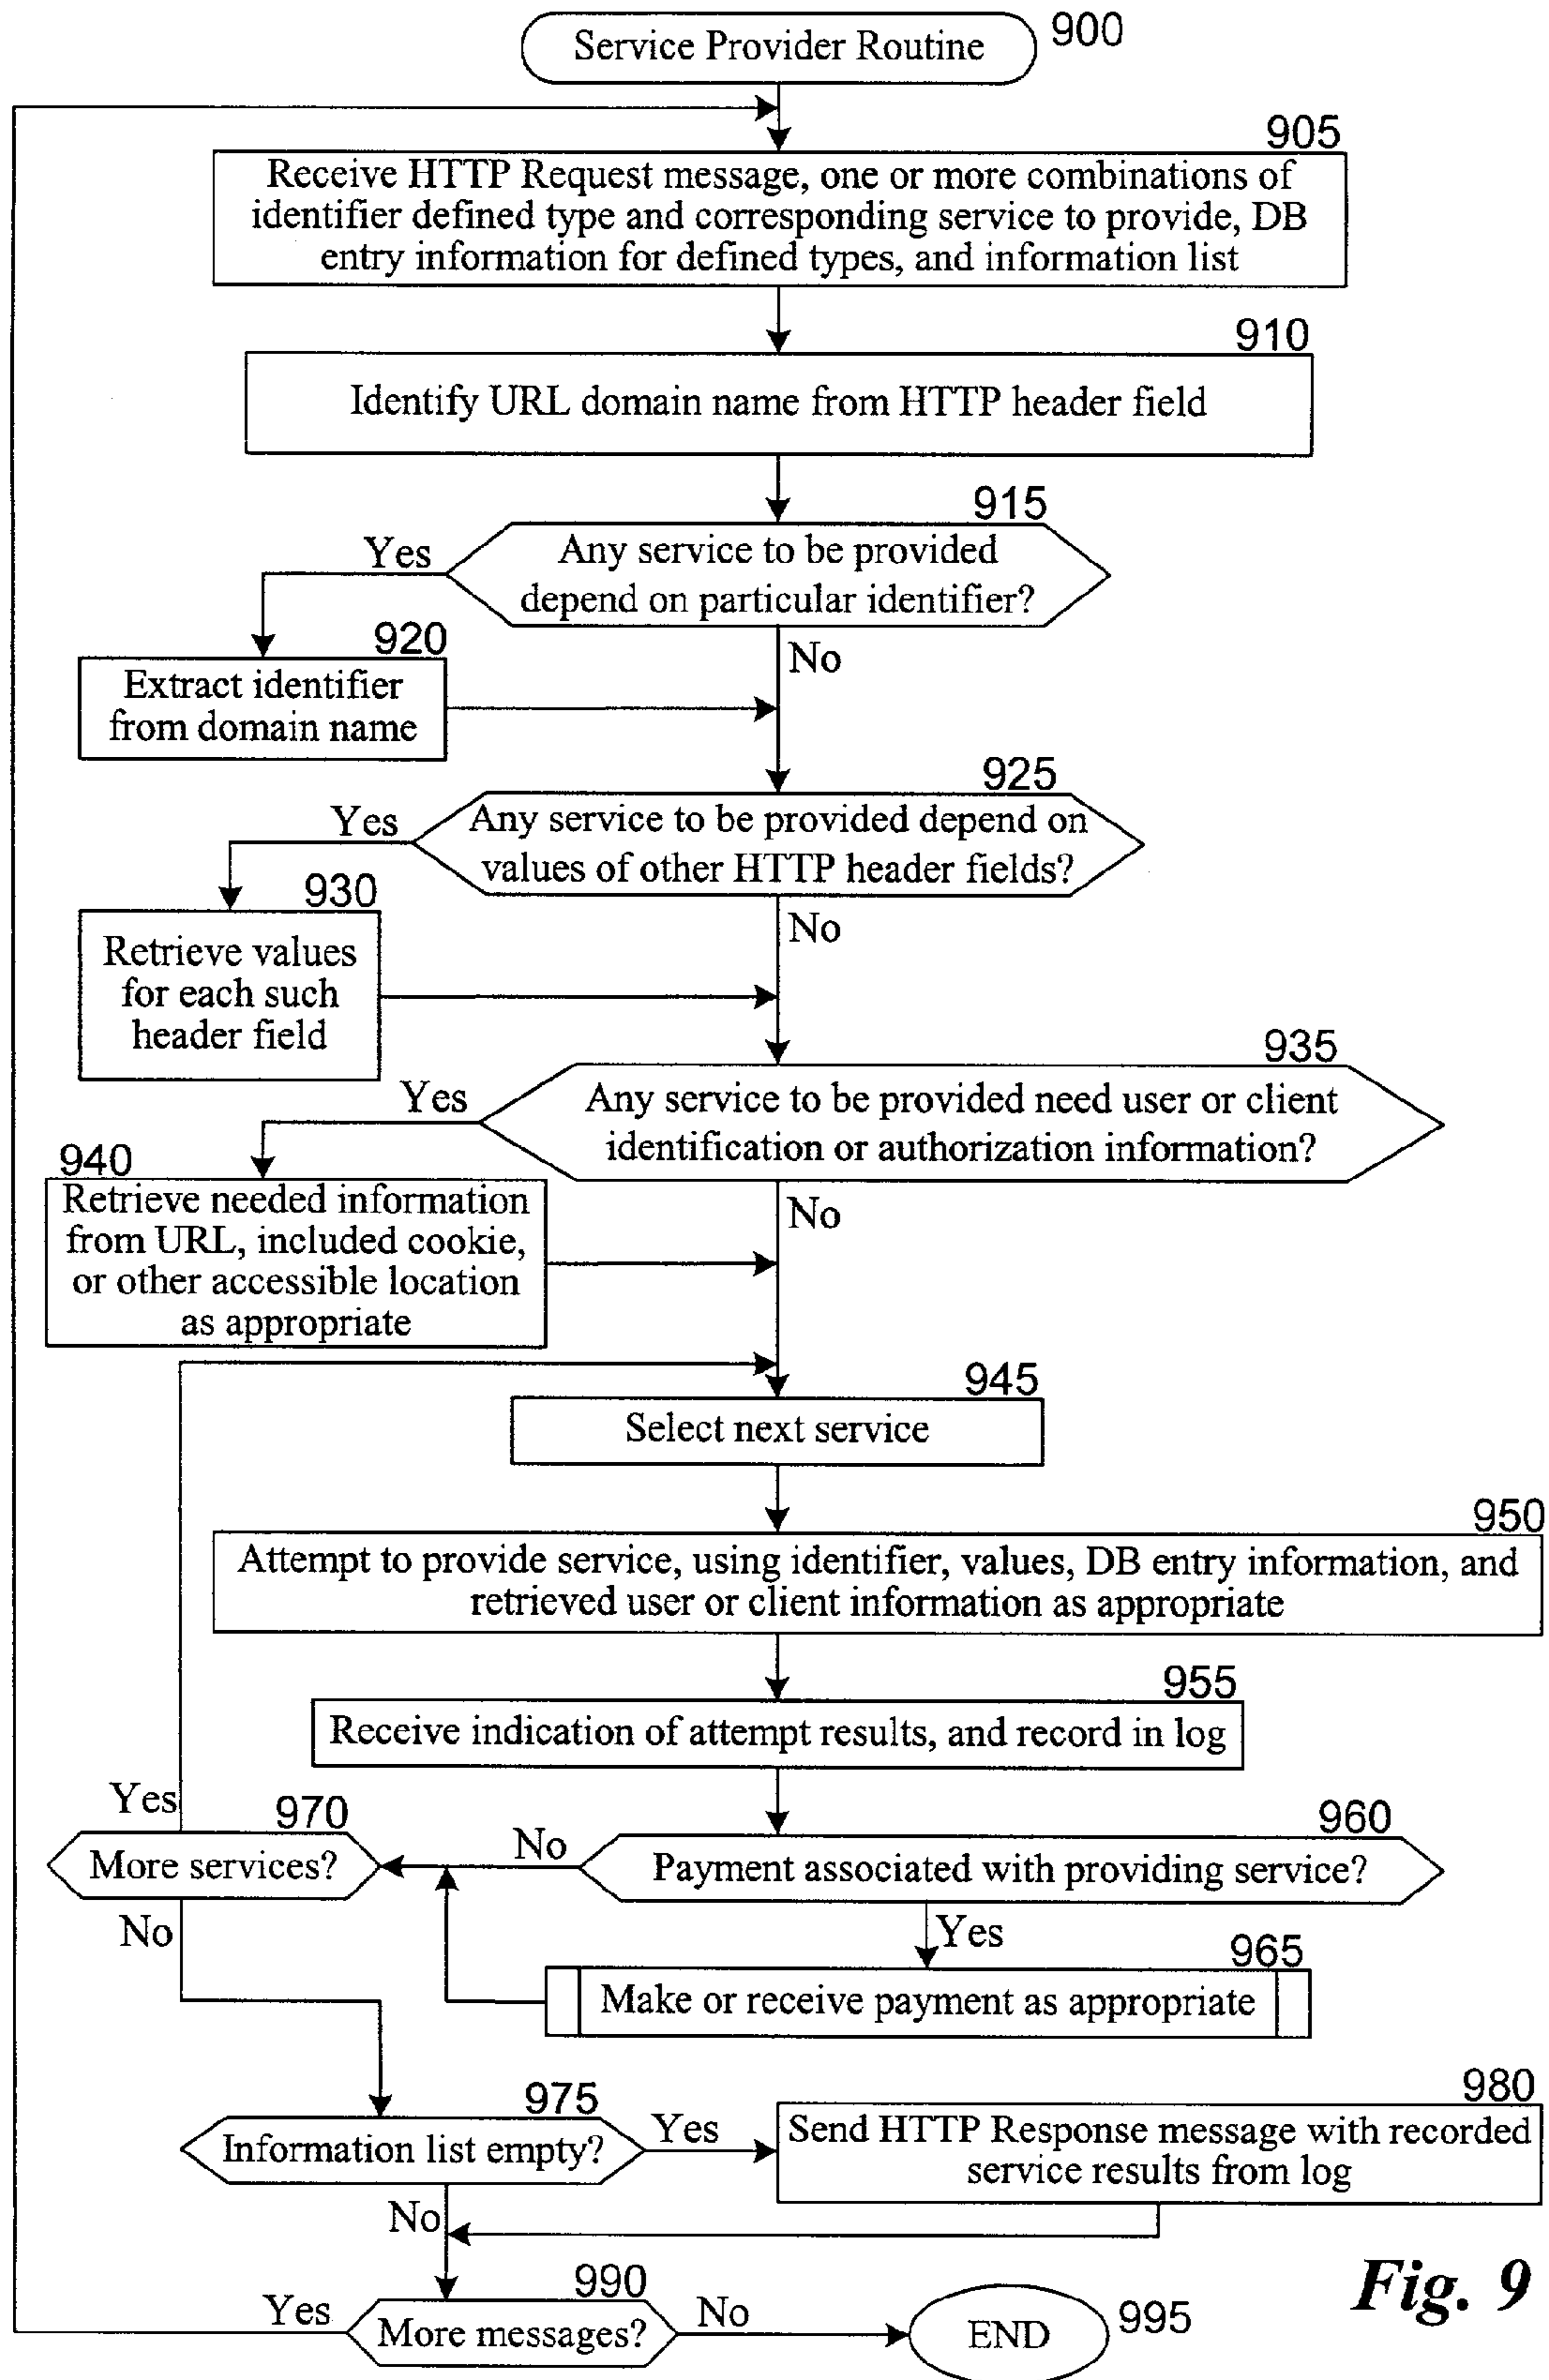 Service Provider Routine
900
905
Receive HTTP Request message, one or more combinations of
identifier defined type and corresponding service to provide, DB
entry information for defined types, and information list
910
Identify URL domain name from HTTP header field
915
Yes
Any service to be provided
depend on particular identifier?
920
No
Extract identifier
from domain name
925
Yes
Any service to be provided depend on
values of other HTTP header fields?
930
No
Retrieve values
for each such
header field
935
Yes
Any service to be provided need user or client
identification or authorization information?
940
No
Retrieve needed information
from URL, included cookie,
or other accessible location
as appropriate
945
Select next service
950
Attempt to provide service, using identifier, values, DB entry information, and
retrieved user or client information as appropriate
955
Receive indication of attempt results, and record in log
Yes
970
960
More services?
No
Payment associated with providing service?
No
Yes
965
Make or receive payment as appropriate
975
980
Information list empty?
Yes
Send HTTP Response message with recorded
service results from log
No
990
Yes
More messages?
No
END
995
Fig. 9